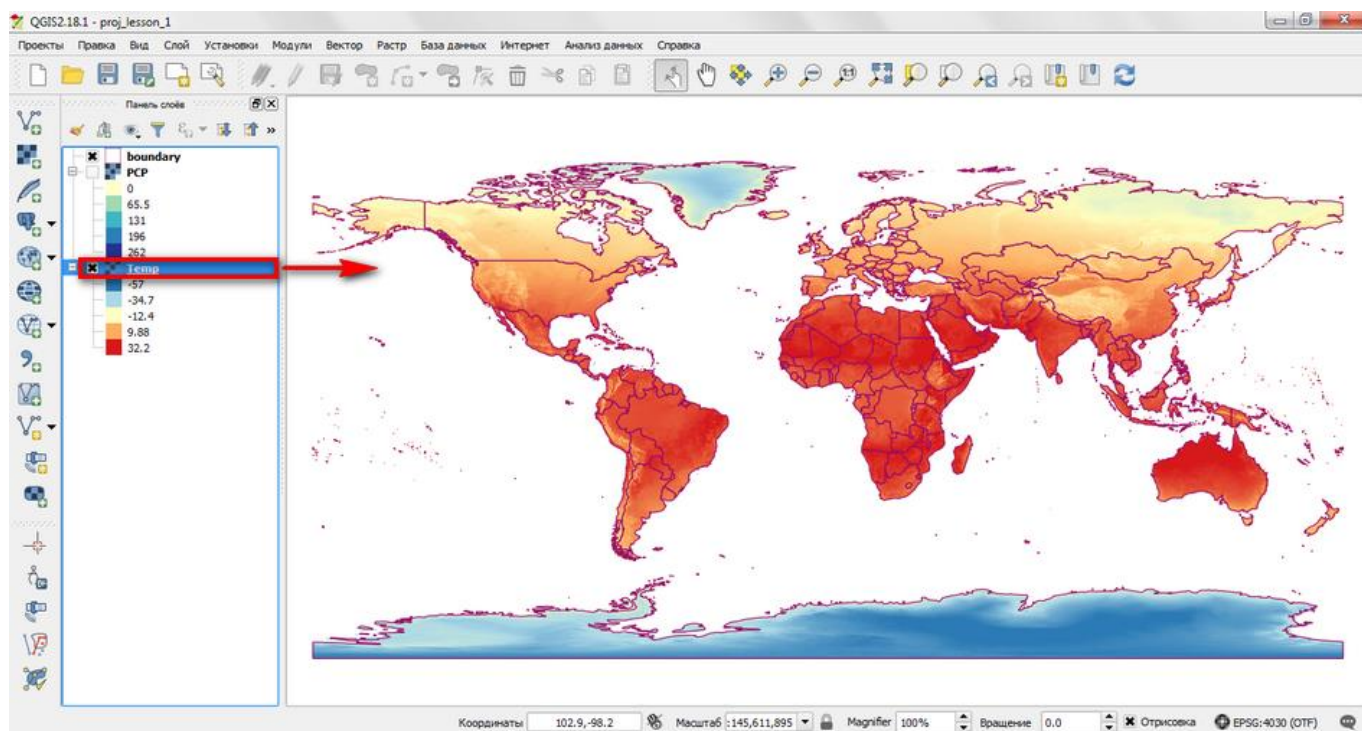 QGIS2.18.1 - proj_lesson_1
Проекты Правка Вид Слой Установки Модули Вектор Растр База данных Интернет Анализ данных Справка
Панель слоёв
boundary
PCP
0
65.5
131
196
262
Temp
-57
-34.7
-12.4
9.88
32.2
Координаты 102.9,-98.2 Масштаб :145,611,895 Magnifier 100% Вращение 0.0 Отрисовка EPSG:4030 (OTF)